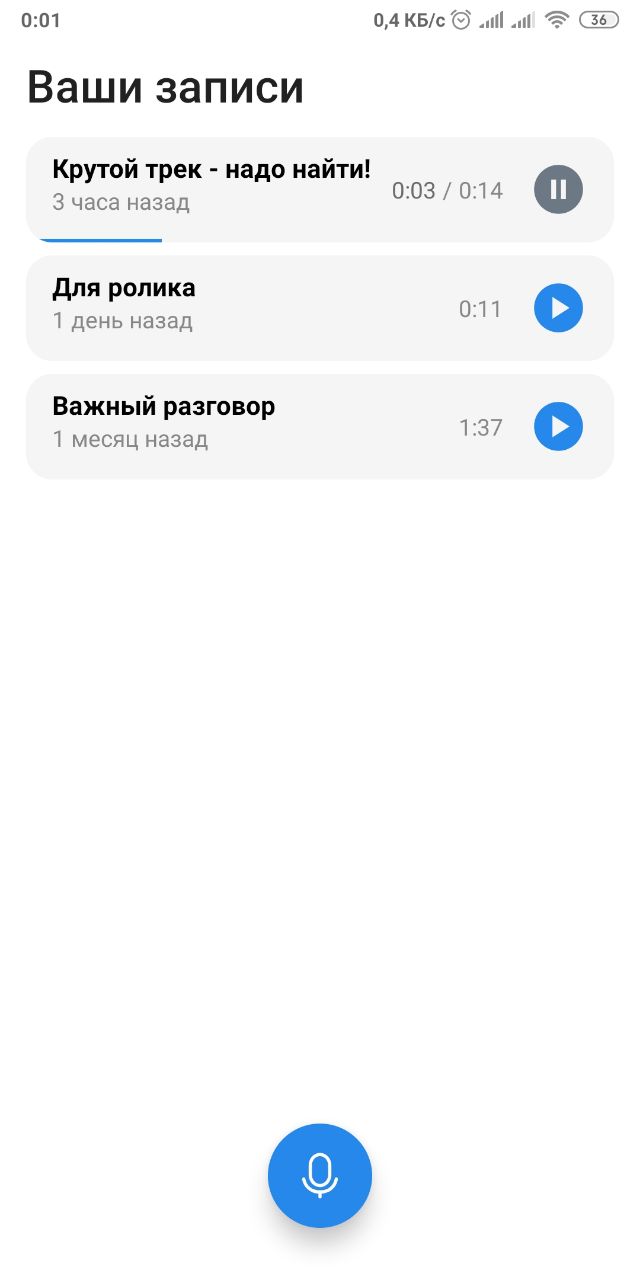 0:01
0,4 КБ/с
36
Ваши записи
Крутой трек - надо найти!
3 часа назад
0:03 / 0:14
Для ролика
1 день назад
0:11
Важный разговор
1 месяц назад
1:37